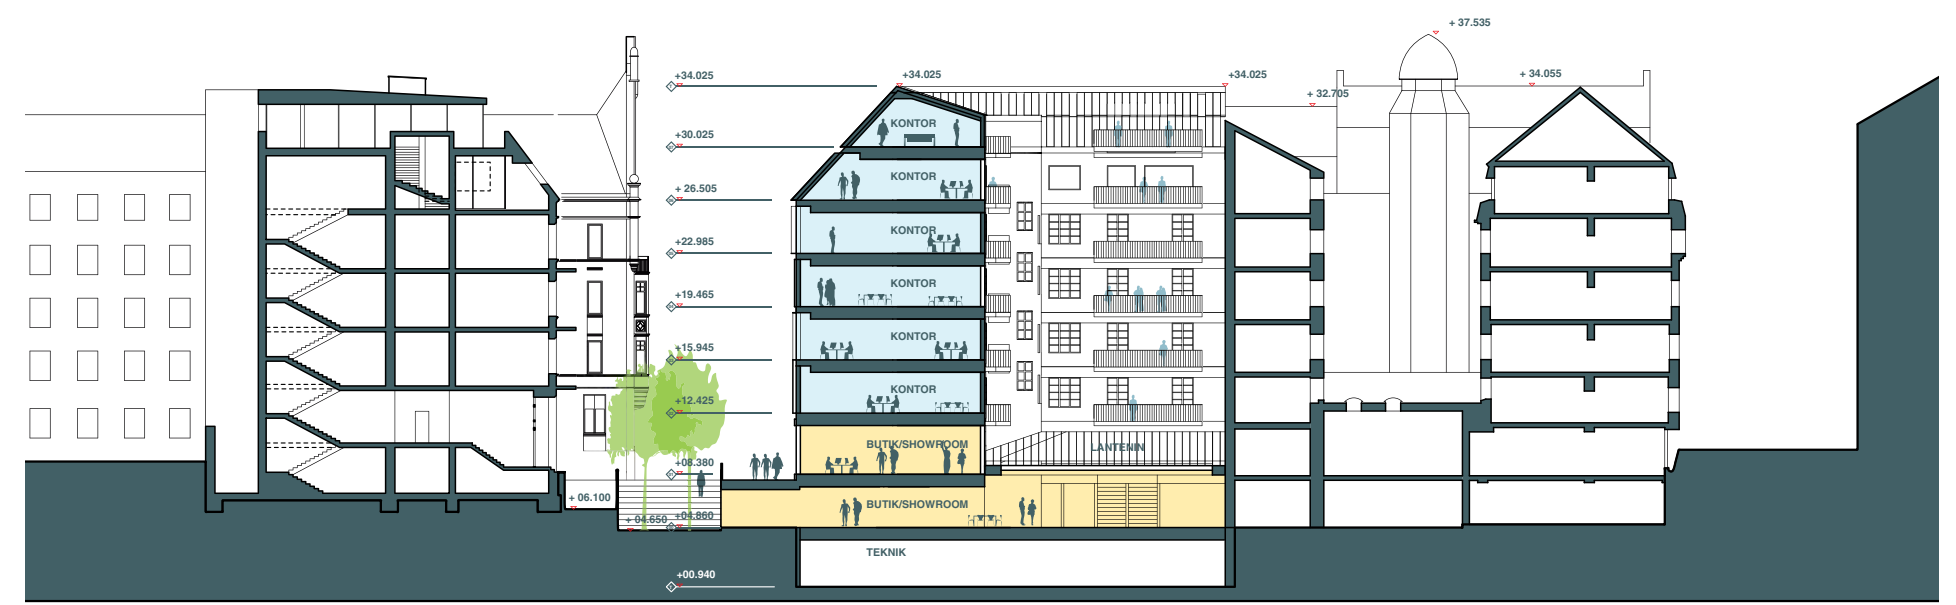 + 37.535
+34.025
+34.025
+34.025
+ 34.055
+ 32.705
KONTOR
+30.025
KONTOR
+ 26.505
KONTOR
+22.985
KONTOR
+19.465
KONTOR
+15.945
KONTOR
+12.425
BUTIK/SHOWROOM
LANTERNIN
+08.380
+ 06.100
BUTIK/SHOWROOM
+ 04.650
+04.860
TEKNIK
+00.940